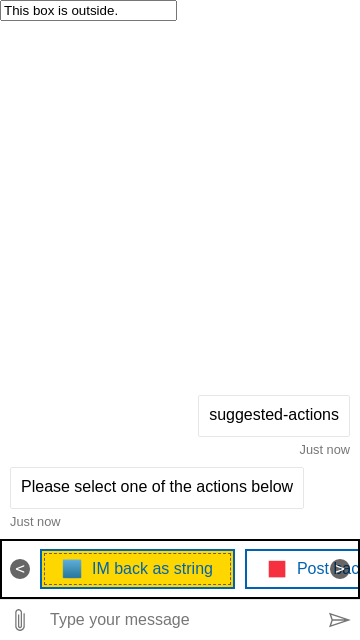 This box is outside.
suggested-actions
Just now
Please select one of the actions below
Just now
< IM back as string Post ac >
Type your message